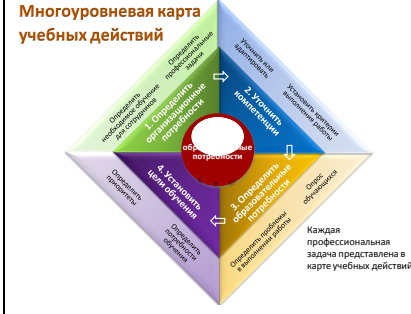 Многоуровневая карта
учебных действий
Определить
необходимое обучение
для сотрудников
Определить
профессиональные
задачи
1. Определить
организационные
потребности
Уточнить или
адаптировать
Установить критерии
выполнения работы
2. Уточнить
компетенции
потребности
4. Установить
цели обучения
3. Определить
образовательные
потребности
Определить
приоритеты
Определить
потребности
обучения
Опрос
обучающихся
Определить проблемы
в выполнении работы
Каждая
профессиональная
задача представлена в
карте учебных действий